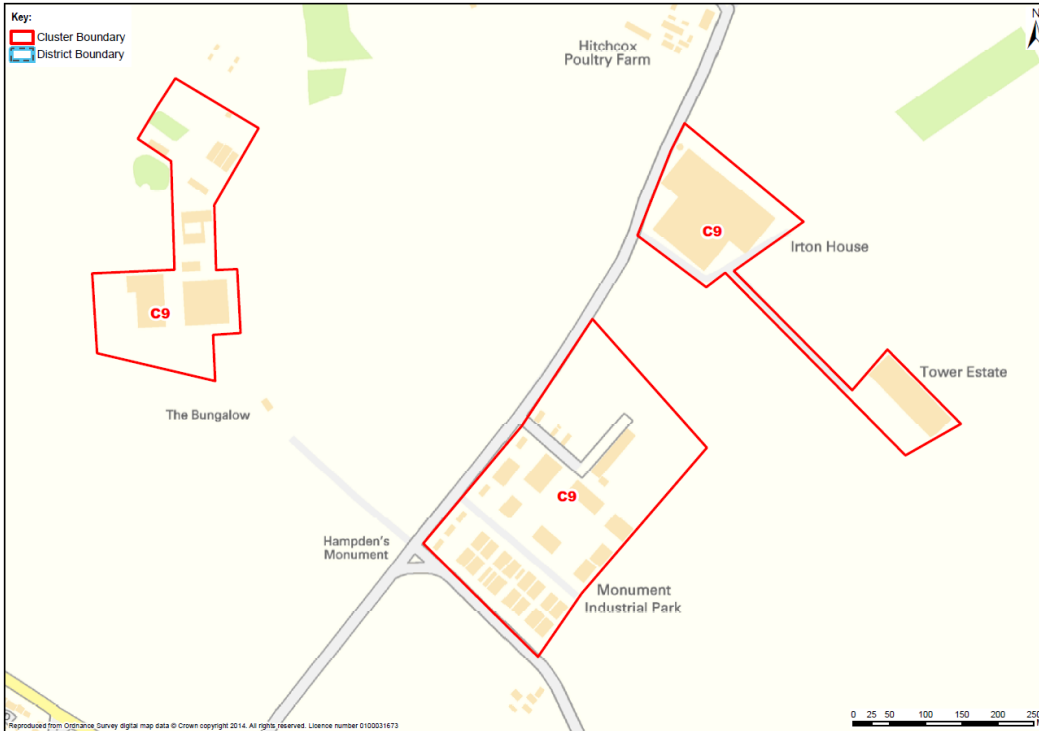 Key:
Cluster Boundary
District Boundary
N
Hitchcox
Poultry Farm
C9
Irton House
C9
Tower Estate
The Bungalow
C9
Hampden's
Monument
Monument
Industrial Park
0 25 50 100 150 200 250
Reproduced from Ordnance Survey digital map data © Crown copyright 2014. All rights reserved. Licence number 0100031673